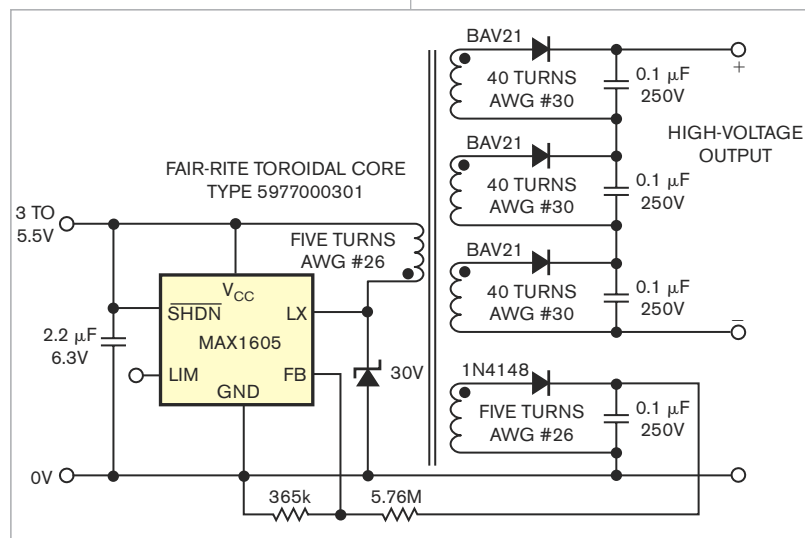 BAV21
40 TURNS
AWG #30
0.1 μF
250V
+
HIGH-VOLTAGE
OUTPUT
BAV21
40 TURNS
AWG #30
0.1 μF
250V
BAV21
40 TURNS
AWG #30
0.1 μF
250V
–
FAIR-RITE TOROIDAL CORE
TYPE 5977000301
3 TO
5.5V
FIVE TURNS
AWG #26
VCC
SHDN
LX
MAX1605
LIM
FB
GND
2.2 μF
6.3V
30V
1N4148
FIVE TURNS
AWG #26
0.1 μF
250V
0V
365k
5.76M